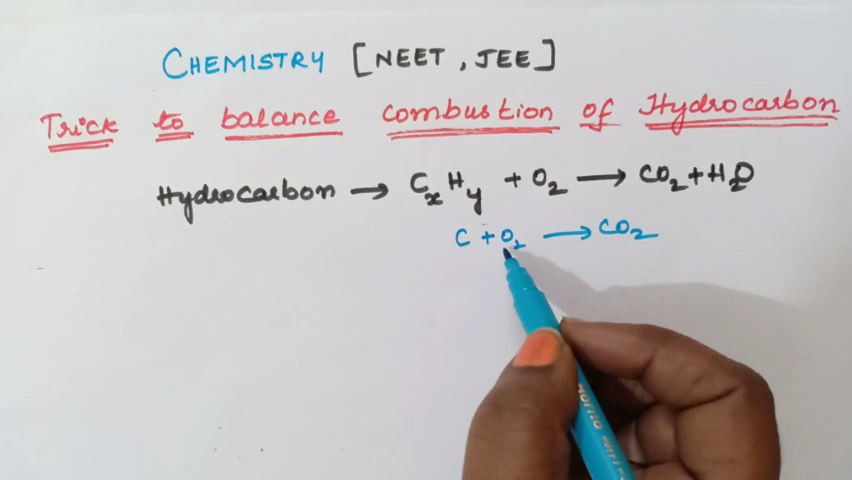 CHEMISTRY [NEET, JEE]
Trick to balance combustion of Hydrocarbon
Hydrocarbon → CxHy + O2 → CO2 + H2O
C + O2 → CO2